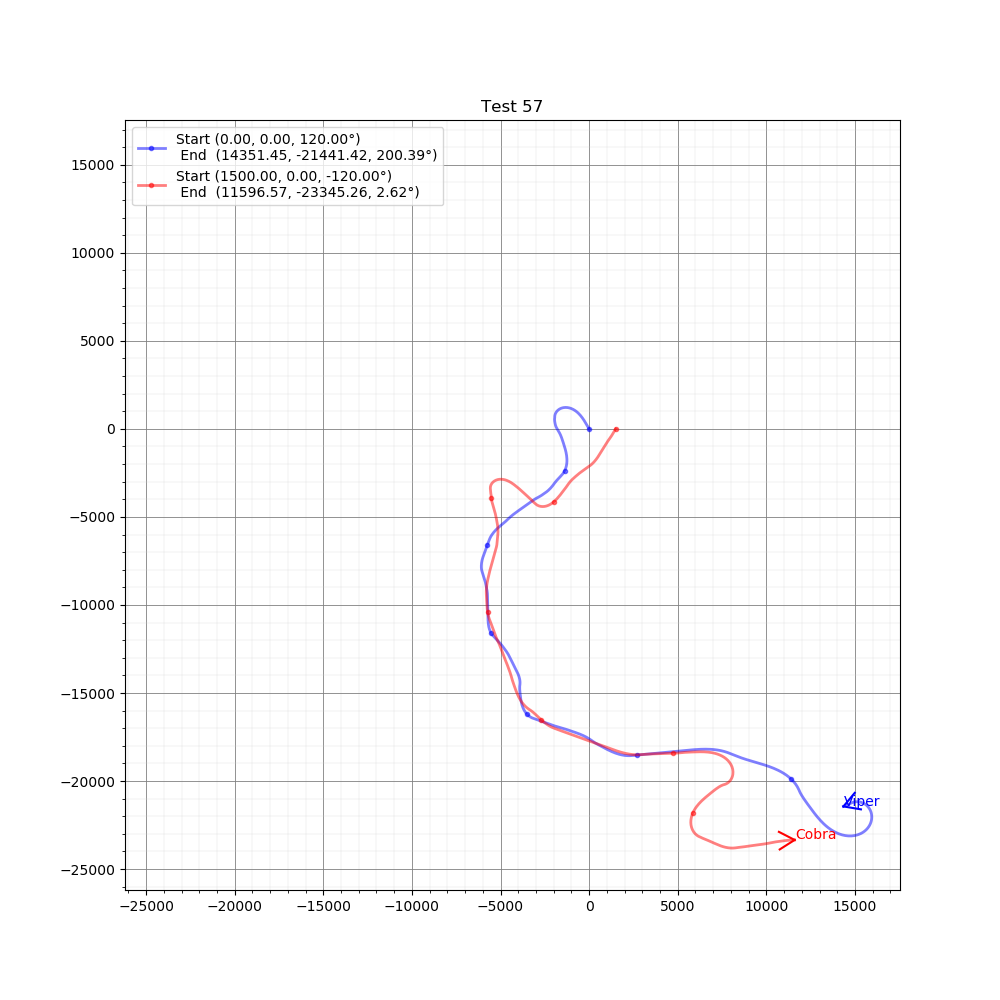 Test 57
Start (0.00, 0.00, 120.00°)
End (14351.45, -21441.42, 200.39°)
Start (1500.00, 0.00, -120.00°)
End (11596.57, -23345.26, 2.62°)
15000
10000
5000
0
−5000
−10000
−15000
−20000
−25000
Viper
Cobra
−25000 −20000 −15000 −10000 −5000 0 5000 10000 15000